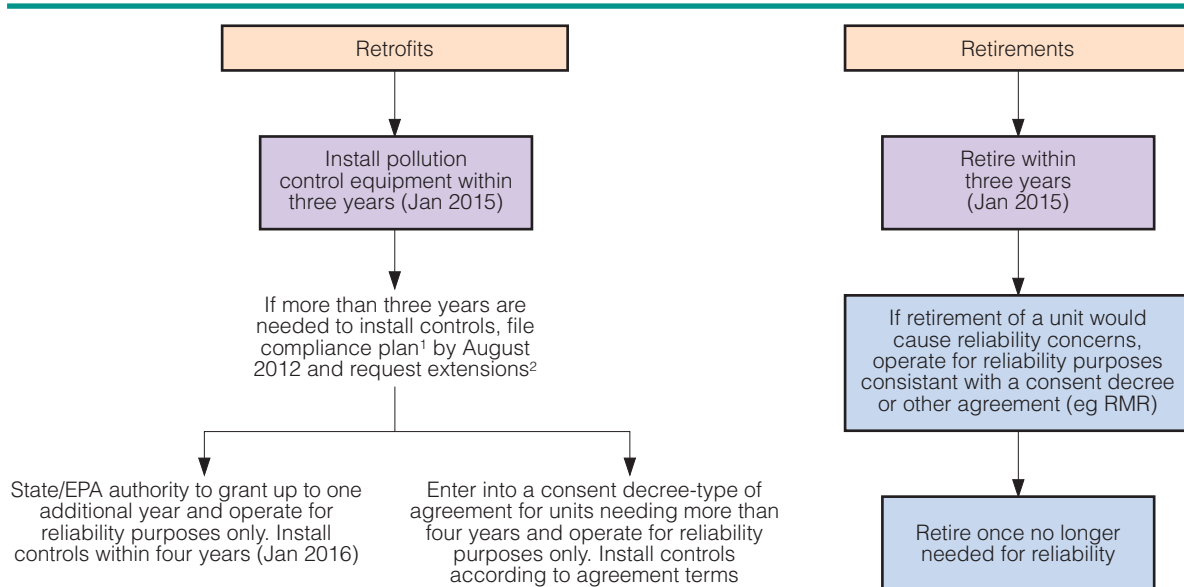 Retrofits
Install pollution
control equipment within
three years (Jan 2015)
If more than three years are
needed to install controls, file
compliance plan¹ by August
2012 and request extensions²
State/EPA authority to grant up to one
additional year and operate for
reliability purposes only. Install
controls within four years (Jan 2016)
Enter into a consent decree-type of
agreement for units needing more than
four years and operate for reliability
purposes only. Install controls
according to agreement terms
Retirements
Retire within
three years
(Jan 2015)
If retirement of a unit would
cause reliability concerns,
operate for reliability purposes
consistant with a consent decree
or other agreement (eg RMR)
Retire once no longer
needed for reliability